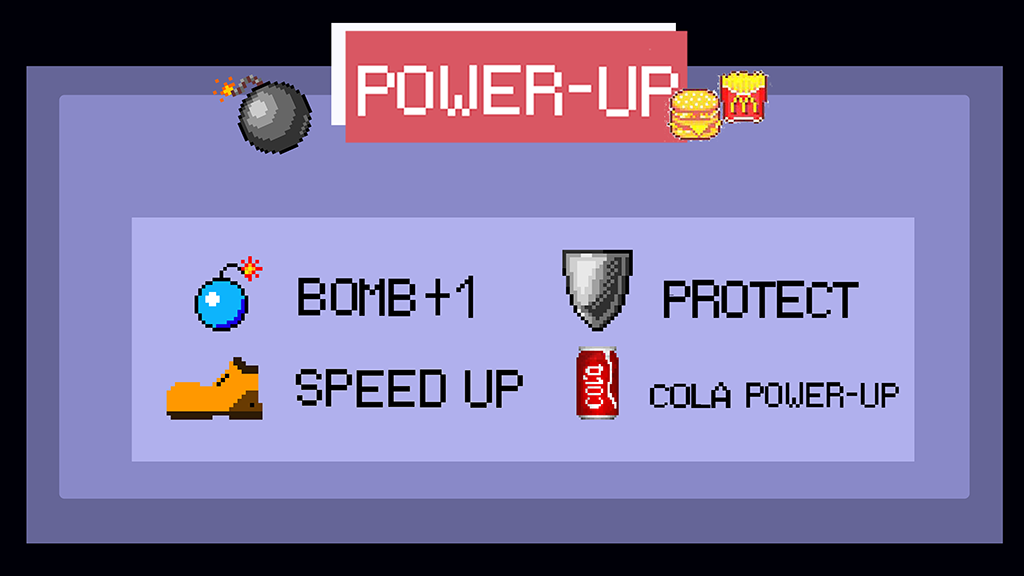 POWER-UP
BOMB+1
PROTECT
SPEED UP
COLA POWER-UP